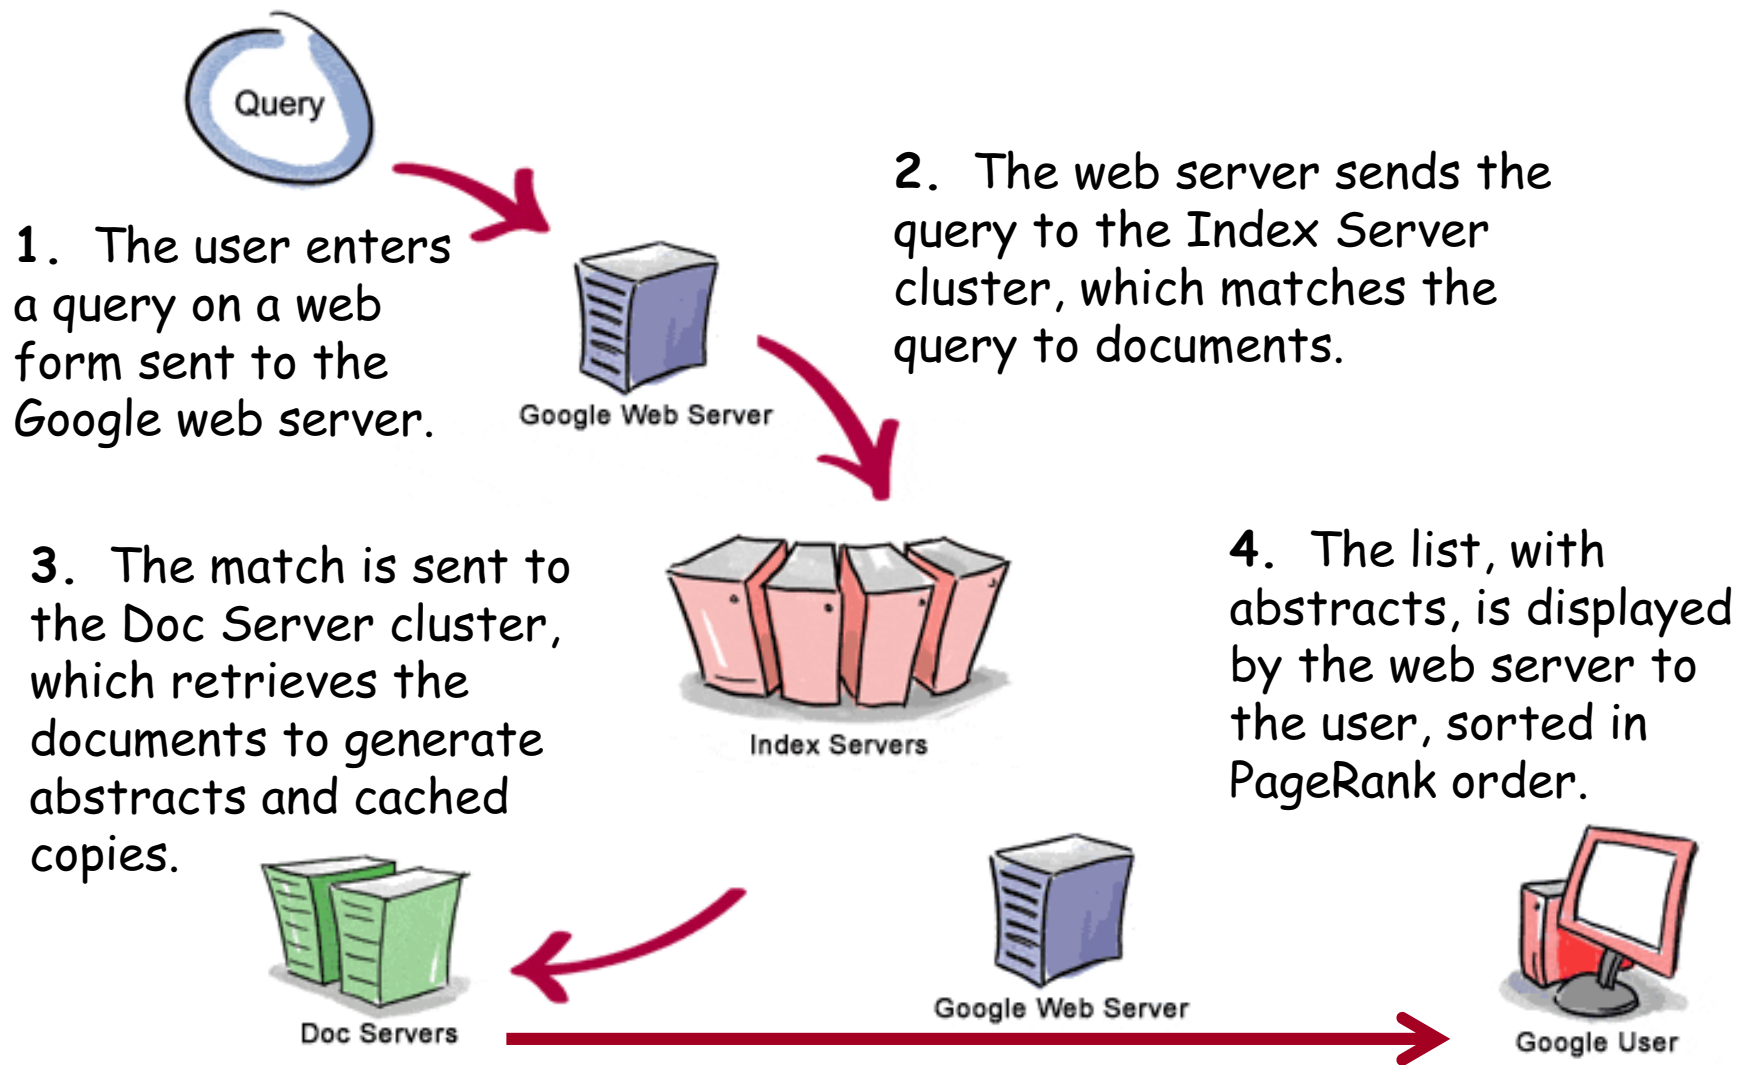 Query
1. The user enters
a query on a web
form sent to the
Google web server.
Google Web Server
2. The web server sends the
query to the Index Server
cluster, which matches the
query to documents.
Index Servers
3. The match is sent to
the Doc Server cluster,
which retrieves the
documents to generate
abstracts and cached
copies.
Doc Servers
4. The list, with
abstracts, is displayed
by the web server to
the user, sorted in
PageRank order.
Google Web Server
Google User